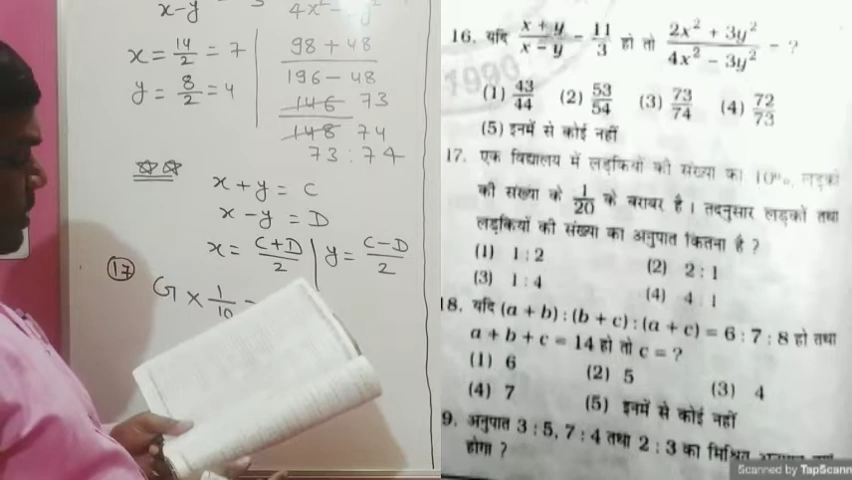 x-y
4x²
x = 14/2 = 7
y = 8/2 = 4
98 + 48
196 - 48
146 73
148 74
73 : 74
x + y = C
x - y = D
x = C+D/2 | y = C-D/2
17 G × 1/10 =
16. यदि x + y / x - y = 11/3 हो तो 2x² + 3y² / 4x² - 3y² = ?
(1) 43/44 (2) 53/54 (3) 73/74 (4) 72/73
(5) इनमें से कोई नहीं
17. एक विद्यालय में लड़कियों की संख्या का 10%, लड़कों
की संख्या के 1/20 के बराबर है। तदनुसार लड़कों तथा
लड़कियों की संख्या का अनुपात कितना है ?
(1) 1 : 2
(2) 2 : 1
(3) 1 : 4
(4) 4 : 1
18. यदि (a + b) : (b + c) : (a + c) = 6 : 7 : 8 हो तथा
a + b + c = 14 हो तो c = ?
(1) 6
(2) 5
(3) 4
(4) 7
(5) इनमें से कोई नहीं
9. अनुपात 3 : 5, 7 : 4 तथा 2 : 3 का मिश्रित
होगा ?
1990
Scanned by TapScann